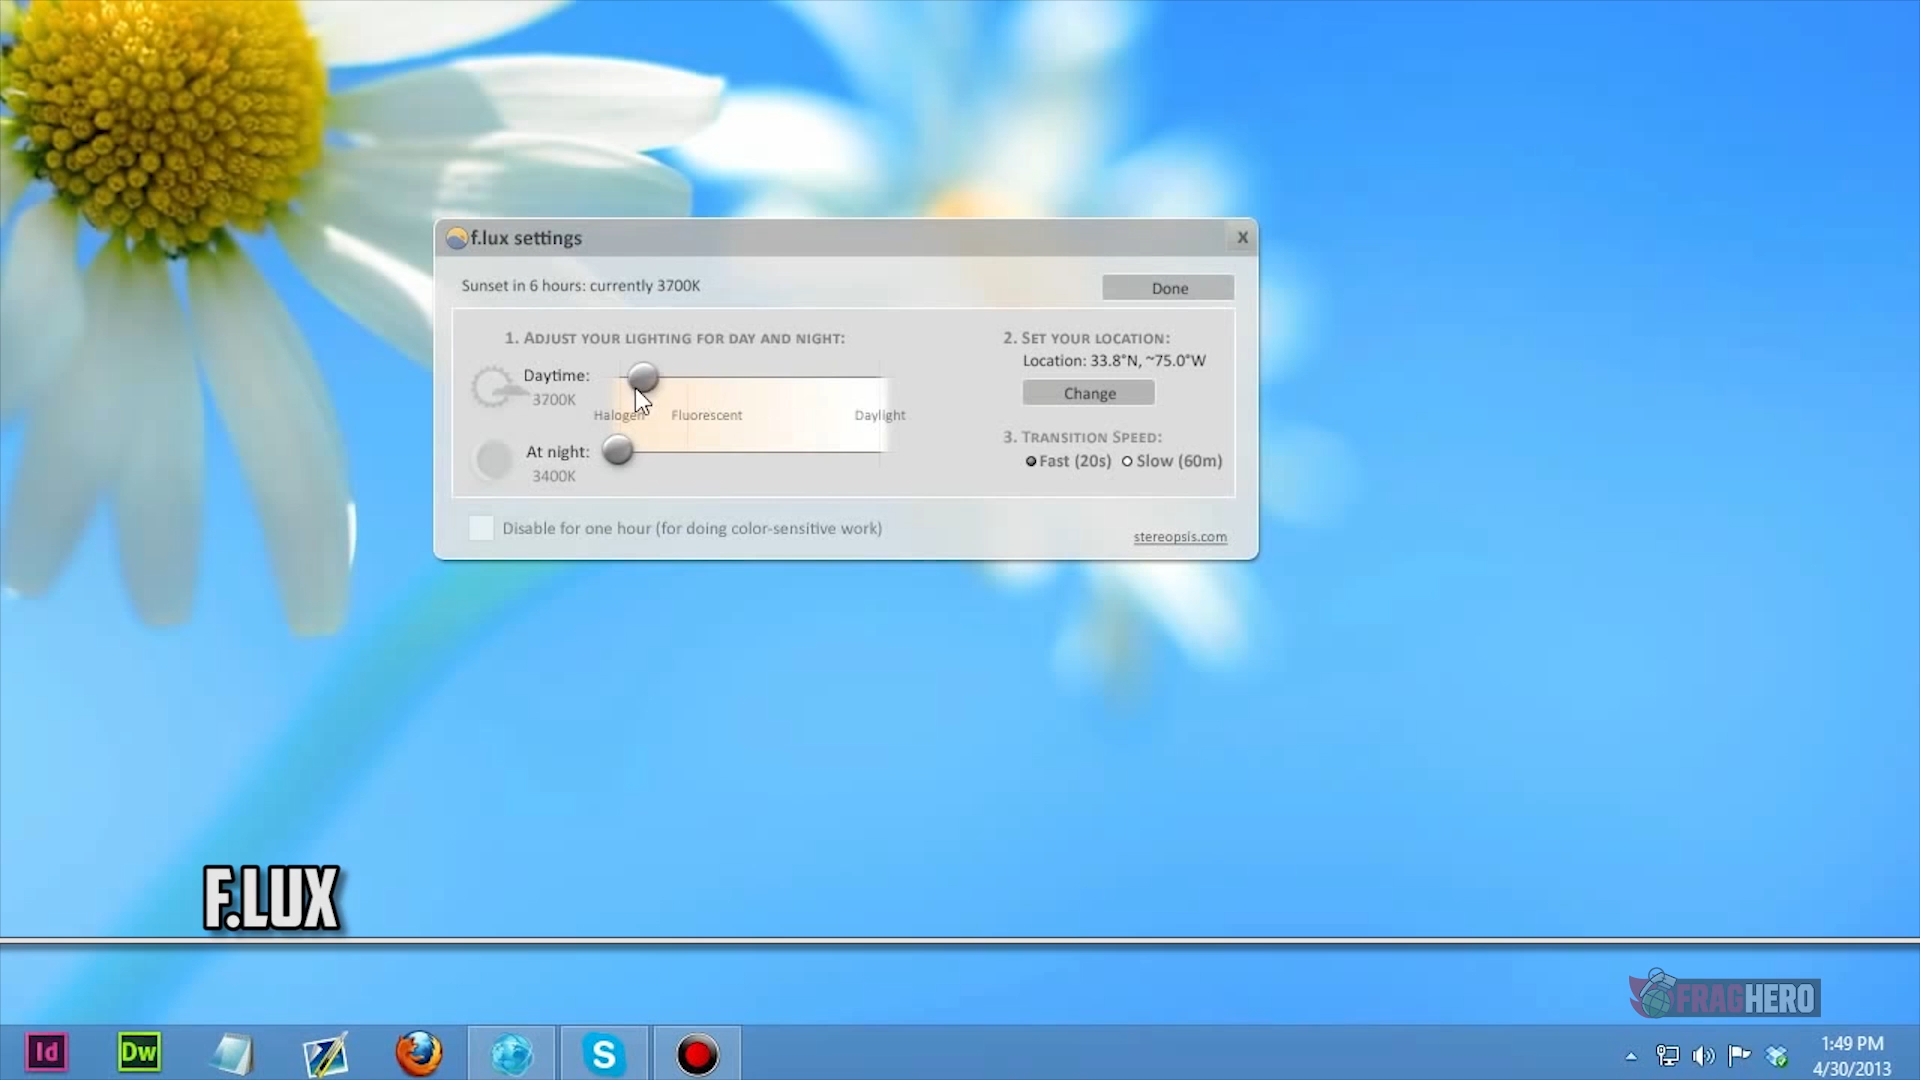 f.lux settings
X
Sunset in 6 hours: currently 3700K
Done
1. ADJUST YOUR LIGHTING FOR DAY AND NIGHT:
Daytime:
3700K
Halogen
Fluorescent
Daylight
At night:
3400K
2. SET YOUR LOCATION:
Location: 33.8°N, ~75.0°W
Change
3. TRANSITION SPEED:
Fast (20s)
Slow (60m)
Disable for one hour (for doing color-sensitive work)
stereopsis.com
F.LUX
FRAGHERO
Id
Dw
S
1:49 PM
4/30/2013